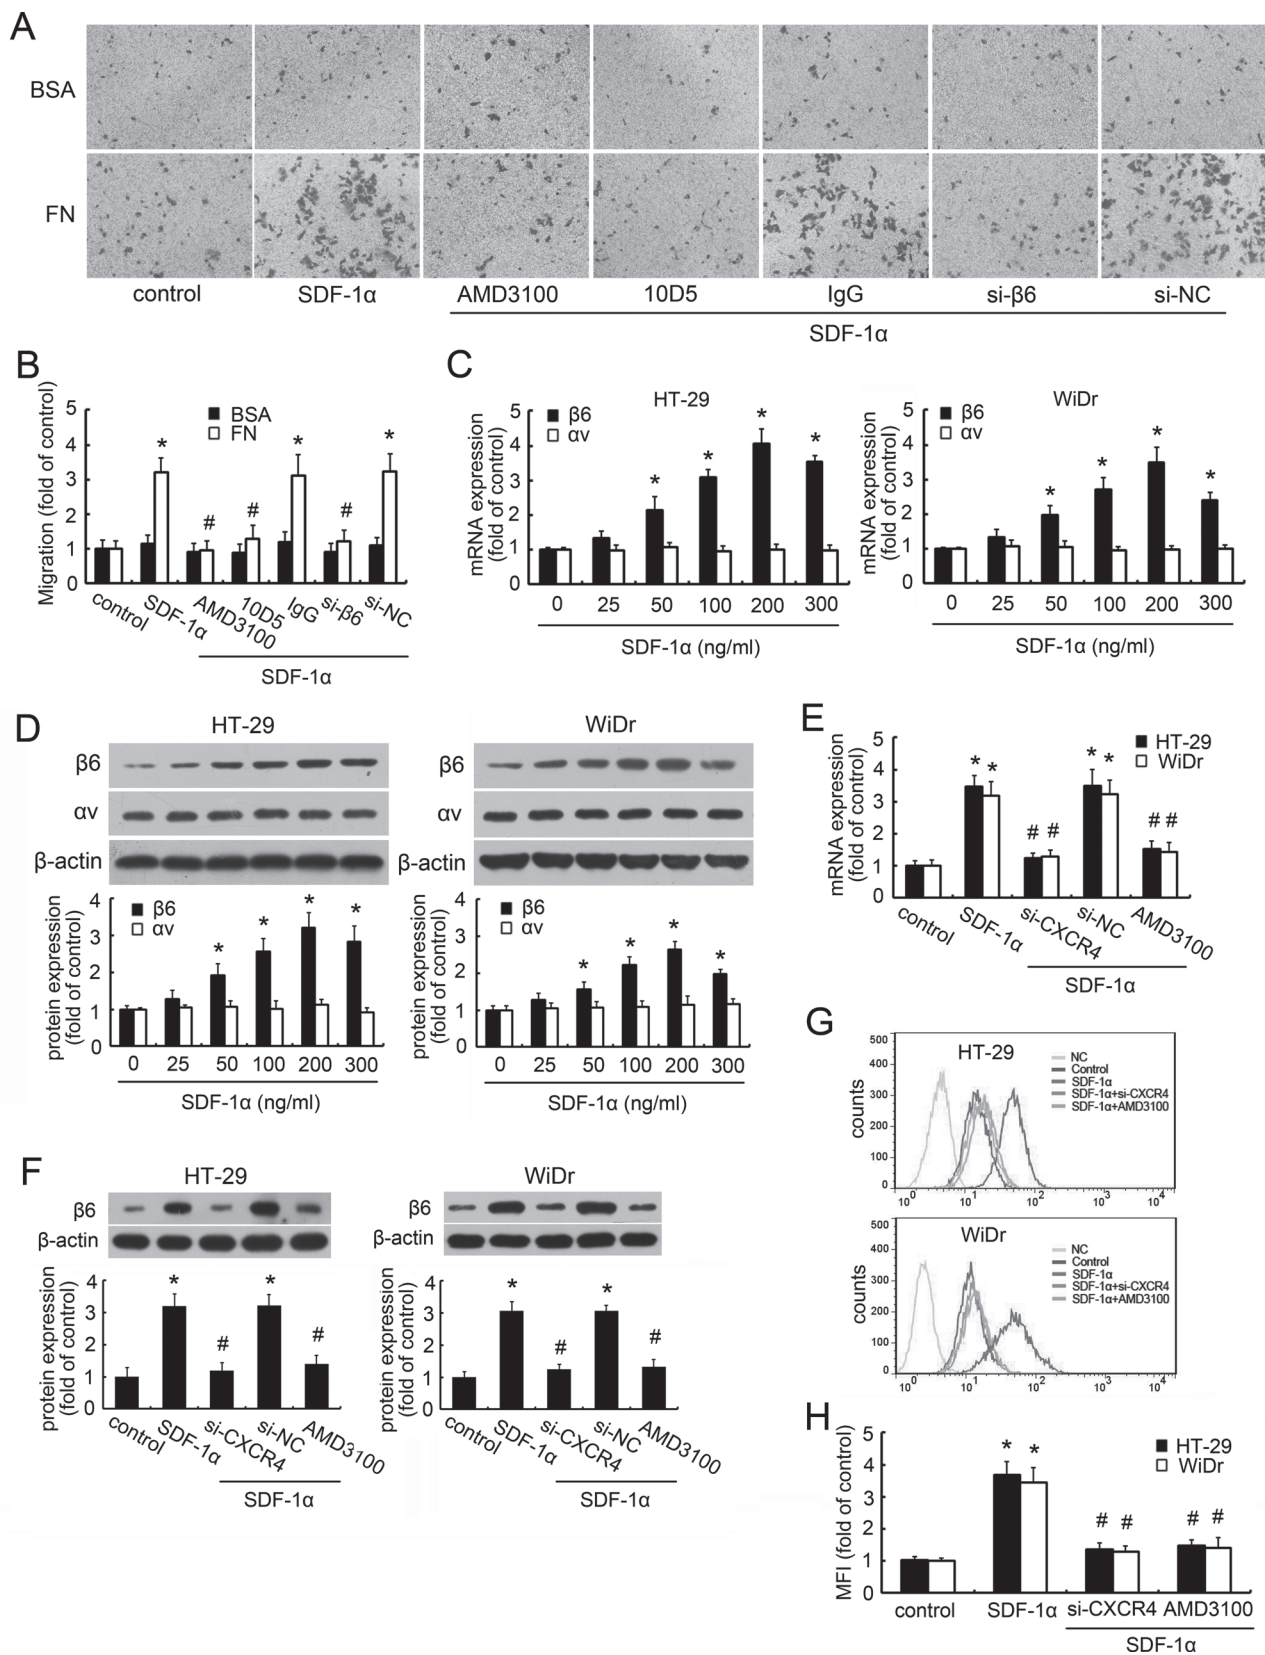 A
BSA
FN
control SDF-1α AMD3100 10D5 IgG si-β6 si-NC
SDF-1α
B
Migration (fold of control)
5
4
3
2
1
0
BSA
FN
* # # * # *
control SDF-1α AMD3100 10D5 IgG si-β6 si-NC
SDF-1α
C
HT-29
mRNA expression
(fold of control)
5
4
3
2
1
0
β6
αv
* * * *
0 25 50 100 200 300
SDF-1α (ng/ml)
WiDr
mRNA expression
(fold of control)
5
4
3
2
1
0
β6
αv
* * * *
0 25 50 100 200 300
SDF-1α (ng/ml)
D
HT-29
β6
αv
β-actin
protein expression
(fold of control)
4
3
2
1
0
β6
αv
* * * *
0 25 50 100 200 300
SDF-1α (ng/ml)
WiDr
β6
αv
β-actin
protein expression
(fold of control)
4
3
2
1
0
β6
αv
* * * *
0 25 50 100 200 300
SDF-1α (ng/ml)
E
mRNA expression
(fold of control)
5
4
3
2
1
0
HT-29
WiDr
* * # # * * # #
control SDF-1α si-CXCR4 si-NC AMD3100
SDF-1α
F
HT-29
β6
β-actin
protein expression
(fold of control)
4
3
2
1
0
* # * #
control SDF-1α si-CXCR4 si-NC AMD3100
SDF-1α
WiDr
β6
β-actin
protein expression
(fold of control)
4
3
2
1
0
* # * #
control SDF-1α si-CXCR4 si-NC AMD3100
SDF-1α
G
HT-29
counts
500
400
300
200
100
0
NC
Control
SDF-1α
SDF-1α+si-CXCR4
SDF-1α+AMD3100
10⁰ 10¹ 10² 10³ 10⁴
WiDr
counts
500
400
300
200
100
0
NC
Control
SDF-1α
SDF-1α+si-CXCR4
SDF-1α+AMD3100
10⁰ 10¹ 10² 10³ 10⁴
H
MFI (fold of control)
5
4
3
2
1
0
HT-29
WiDr
* * # # # #
control SDF-1α si-CXCR4 AMD3100
SDF-1α